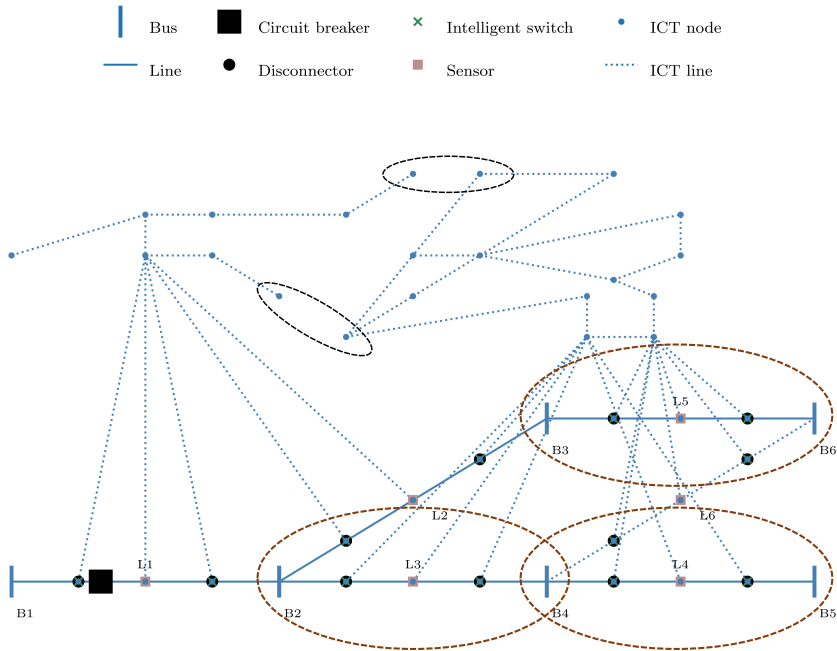 Bus Circuit breaker Intelligent switch ICT node
Line Disconnector Sensor ICT line
L5
B3 B6
L2 L6
L1 L3 L4
B1 B2 B4 B5